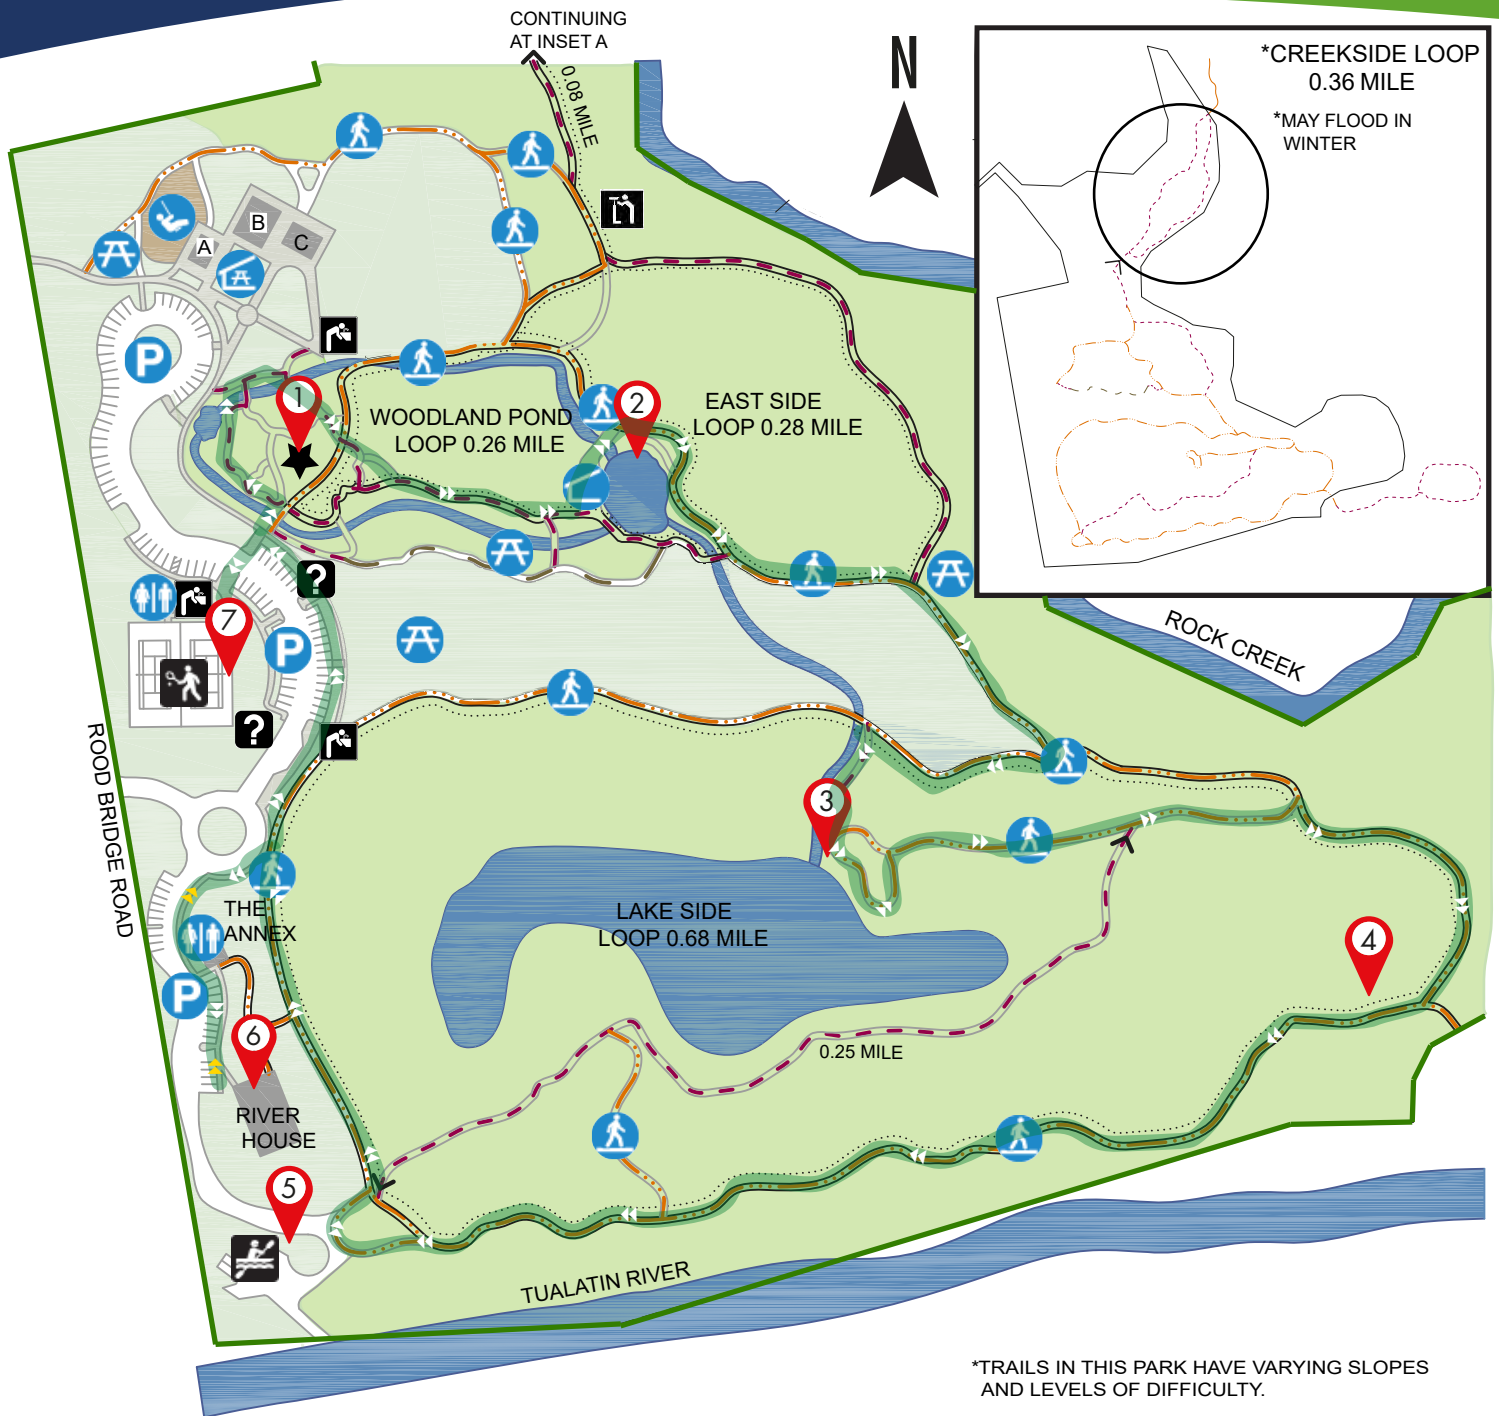 CONTINUING
AT INSET A
0.08 MILE
N
*CREEKSIDE LOOP
0.36 MILE
*MAY FLOOD IN
WINTER
B
A
C
P
1
2
WOODLAND POND
LOOP 0.26 MILE
EAST SIDE
LOOP 0.28 MILE
?
7
P
?
ROCK CREEK
ROOD BRIDGE ROAD
3
THE
ANNEX
LAKE SIDE
LOOP 0.68 MILE
4
P
6
0.25 MILE
RIVER
HOUSE
5
TUALATIN RIVER
*TRAILS IN THIS PARK HAVE VARYING SLOPES
AND LEVELS OF DIFFICULTY.